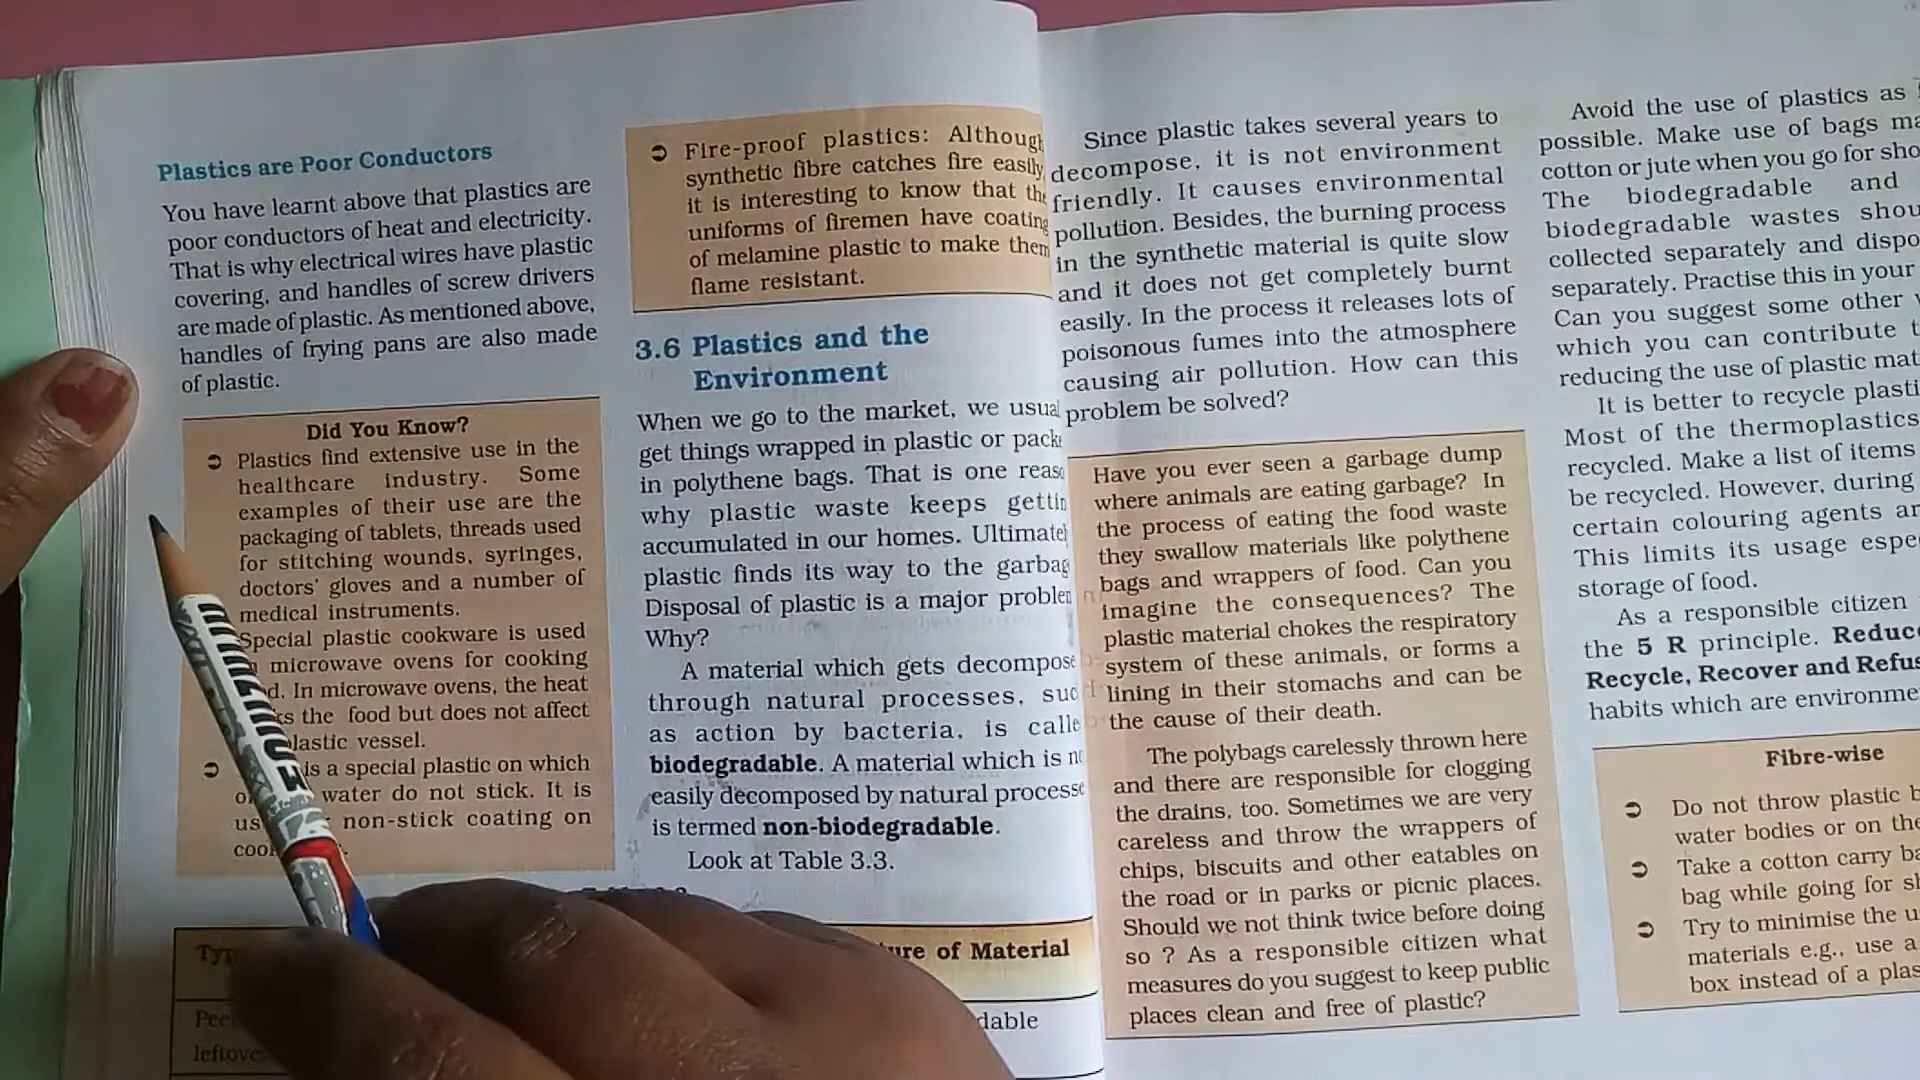 Plastics are Poor Conductors
You have learnt above that plastics are
poor conductors of heat and electricity.
That is why electrical wires have plastic
covering, and handles of screw drivers
are made of plastic. As mentioned above,
handles of frying pans are also made
of plastic.
Did You Know?
➲ Plastics find extensive use in the
healthcare industry. Some
examples of their use are the
packaging of tablets, threads used
for stitching wounds, syringes,
doctors' gloves and a number of
medical instruments.
Special plastic cookware is used
microwave ovens for cooking
d. In microwave ovens, the heat
ks the food but does not affect
lastic vessel.
➲ is a special plastic on which
water do not stick. It is
us non-stick coating on
coo
Typ
ure of Material
Pee
dable
leftove
➲ Fire-proof plastics: Although
synthetic fibre catches fire easily
it is interesting to know that the
uniforms of firemen have coating
of melamine plastic to make them
flame resistant.
3.6 Plastics and the
Environment
When we go to the market, we usual
get things wrapped in plastic or packe
in polythene bags. That is one reaso
why plastic waste keeps gettin
accumulated in our homes. Ultimatel
plastic finds its way to the garbag
Disposal of plastic is a major problem
Why?
A material which gets decompose
through natural processes, suc
as action by bacteria, is calle
biodegradable. A material which is no
easily decomposed by natural processe
is termed non-biodegradable.
Look at Table 3.3.
Since plastic takes several years to
decompose, it is not environment
friendly. It causes environmental
pollution. Besides, the burning process
in the synthetic material is quite slow
and it does not get completely burnt
easily. In the process it releases lots of
poisonous fumes into the atmosphere
causing air pollution. How can this
problem be solved?
Have you ever seen a garbage dump
where animals are eating garbage? In
the process of eating the food waste
they swallow materials like polythene
bags and wrappers of food. Can you
imagine the consequences? The
plastic material chokes the respiratory
system of these animals, or forms a
lining in their stomachs and can be
the cause of their death.
The polybags carelessly thrown here
and there are responsible for clogging
the drains, too. Sometimes we are very
careless and throw the wrappers of
chips, biscuits and other eatables on
the road or in parks or picnic places.
Should we not think twice before doing
so ? As a responsible citizen what
measures do you suggest to keep public
places clean and free of plastic?
Avoid the use of plastics as
possible. Make use of bags ma
cotton or jute when you go for sho
The biodegradable and
biodegradable wastes shou
collected separately and dispo
separately. Practise this in your
Can you suggest some other
which you can contribute t
reducing the use of plastic mat
It is better to recycle plasti
Most of the thermoplastics
recycled. Make a list of items
be recycled. However, during
certain colouring agents ar
This limits its usage espe
storage of food.
As a responsible citizen
the 5 R principle. Reduce
Recycle, Recover and Refus
habits which are environme
Fibre-wise
➲ Do not throw plastic b
water bodies or on the
➲ Take a cotton carry ba
bag while going for sh
➲ Try to minimise the u
materials e.g., use a
box instead of a plas